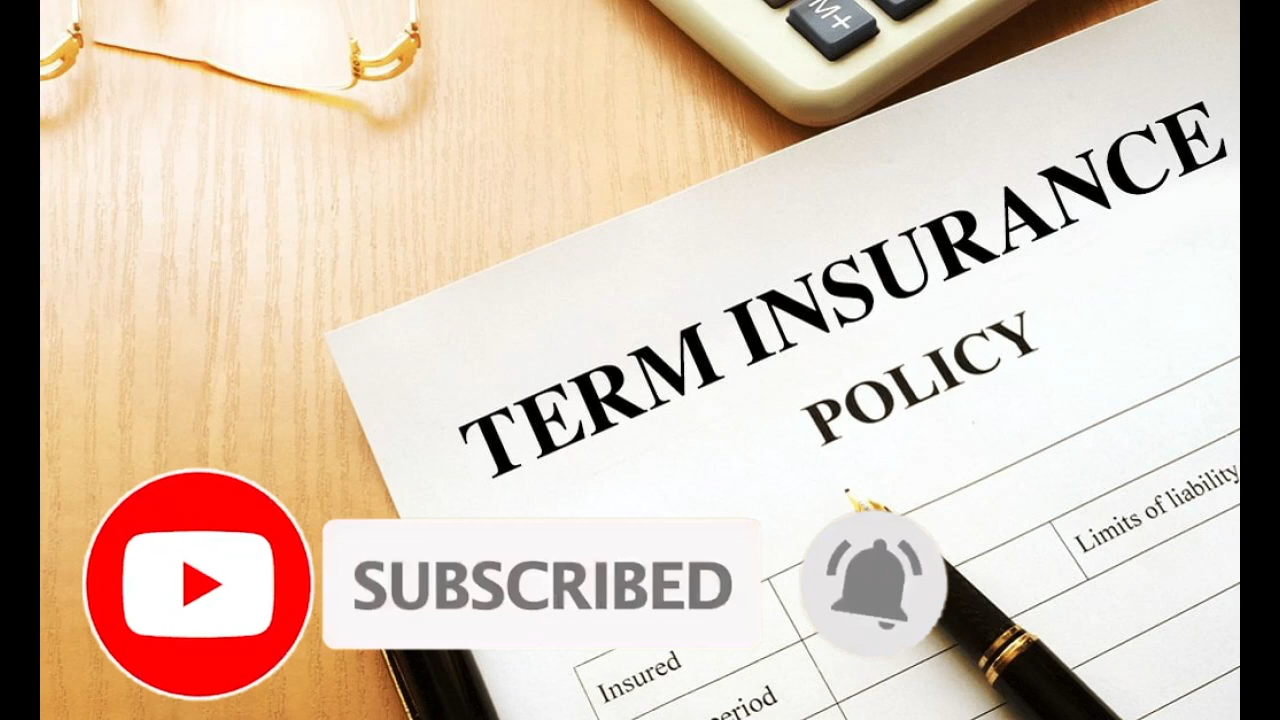 M+
TERM INSURANCE
POLICY
Limits of liability
SUBSCRIBED
Insured
period